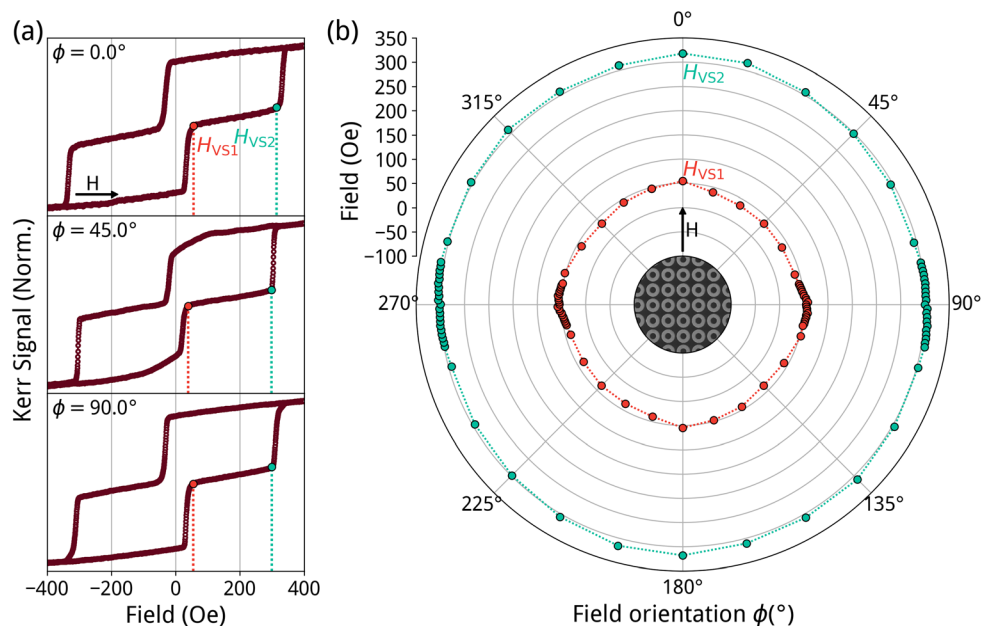 (a)
ϕ = 0.0°
H_VS1
H_VS2
H
ϕ = 45.0°
ϕ = 90.0°
Kerr Signal (Norm.)
−400 −200 0 200 400
Field (Oe)
(b)
350
300
250
200
150
100
50
0
−50
−100
Field (Oe)
0°
45°
90°
135°
180°
225°
270°
315°
H_VS2
H_VS1
H
Field orientation ϕ(°)